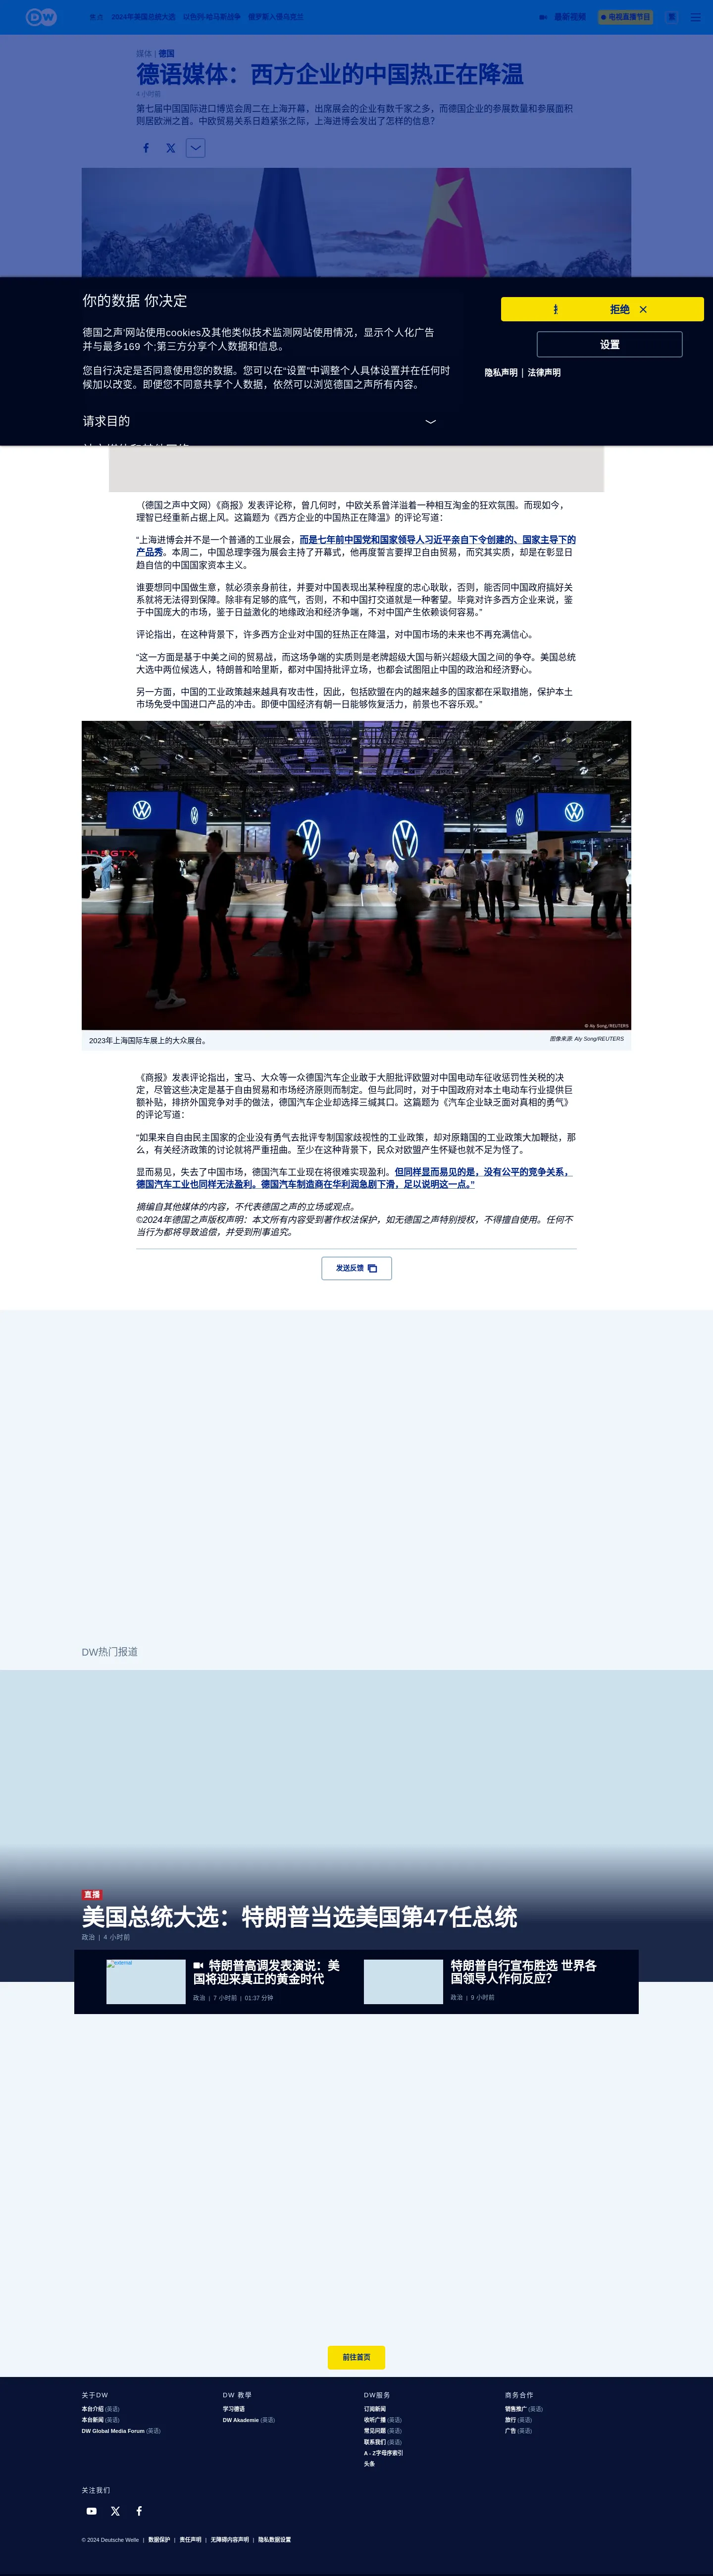 DW
焦点 2024年美国总统大选 以色列-哈马斯战争 俄罗斯入侵乌克兰
最新视频
电视直播节目
繁
媒体 | 德国
德语媒体：西方企业的中国热正在降温
4 小时前
第七届中国国际进口博览会周二在上海开幕，出席展会的企业有数千家之多，而德国企业的参展数量和参展面积
则居欧洲之首。中欧贸易关系日趋紧张之际，上海进博会发出了怎样的信息？
你的数据 你决定
德国之声'网站使用cookies及其他类似技术监测网站使用情况，显示个人化广告
并与最多169 个;第三方分享个人数据和信息。
您自行决定是否同意使用您的数据。您可以在“设置”中调整个人具体设置并在任何时
候加以改变。即便您不同意共享个人数据，依然可以浏览德国之声所有内容。
拒绝
设置
隐私声明 | 法律声明
请求目的
（德国之声中文网）《商报》发表评论称，曾几何时，中欧关系曾洋溢着一种相互淘金的狂欢氛围。而现如今，
理智已经重新占据上风。这篇题为《西方企业的中国热正在降温》的评论写道：
“上海进博会并不是一个普通的工业展会，而是七年前中国党和国家领导人习近平亲自下令创建的、国家主导下的
产品秀。本周二，中国总理李强为展会主持了开幕式，他再度誓言要捍卫自由贸易，而究其实质，却是在彰显日
趋自信的中国国家资本主义。
谁要想同中国做生意，就必须亲身前往，并要对中国表现出某种程度的忠心耿耿，否则，能否同中国政府搞好关
系就将无法得到保障。除非有足够的底气，否则，不和中国打交道就是一种奢望。毕竟对许多西方企业来说，鉴
于中国庞大的市场，鉴于日益激化的地缘政治和经济争端，不对中国产生依赖谈何容易。”
评论指出，在这种背景下，许多西方企业对中国的狂热正在降温，对中国市场的未来也不再充满信心。
“这一方面是基于中美之间的贸易战，而这场争端的实质则是老牌超级大国与新兴超级大国之间的争夺。美国总统
大选中两位候选人，特朗普和哈里斯，都对中国持批评立场，也都会试图阻止中国的政治和经济野心。
另一方面，中国的工业政策越来越具有攻击性，因此，包括欧盟在内的越来越多的国家都在采取措施，保护本土
市场免受中国进口产品的冲击。即便中国经济有朝一日能够恢复活力，前景也不容乐观。”
ID.UGTX
© Aly Song/REUTERS
2023年上海国际车展上的大众展台。
图像来源: Aly Song/REUTERS
《商报》发表评论指出，宝马、大众等一众德国汽车企业敢于大胆批评欧盟对中国电动车征收惩罚性关税的决
定，尽管这些决定是基于自由贸易和市场经济原则而制定。但与此同时，对于中国政府对本土电动车行业提供巨
额补贴，排挤外国竞争对手的做法，德国汽车企业却选择三缄其口。这篇题为《汽车企业缺乏面对真相的勇气》
的评论写道：
“如果来自自由民主国家的企业没有勇气去批评专制国家歧视性的工业政策，却对原籍国的工业政策大加鞭挞，那
么，有关经济政策的讨论就将严重扭曲。至少在这种背景下，民众对欧盟产生怀疑也就不足为怪了。
显而易见，失去了中国市场，德国汽车工业现在将很难实现盈利。但同样显而易见的是，没有公平的竞争关系，
德国汽车工业也同样无法盈利。德国汽车制造商在华利润急剧下滑，足以说明这一点。”
摘编自其他媒体的内容，不代表德国之声的立场或观点。
©2024年德国之声版权声明：本文所有内容受到著作权法保护，如无德国之声特别授权，不得擅自使用。任何不
当行为都将导致追偿，并受到刑事追究。
发送反馈
DW热门报道
直播
美国总统大选：特朗普当选美国第47任总统
政治 | 4 小时前
external
特朗普高调发表演说：美
国将迎来真正的黄金时代
政治 | 7 小时前 | 01:37 分钟
特朗普自行宣布胜选 世界各
国领导人作何反应？
政治 | 9 小时前
前往首页
关于DW
本台介绍 (英语)
本台新闻 (英语)
DW Global Media Forum (英语)
DW 教學
学习德语
DW Akademie (英语)
DW服务
订阅新闻
收听广播 (英语)
常见问题 (英语)
联系我们 (英语)
A - Z字母序索引
头条
商务合作
销售推广 (英语)
旅行 (英语)
广告 (英语)
关注我们
© 2024 Deutsche Welle | 数据保护 | 责任声明 | 无障碍内容声明 | 隐私数据设置